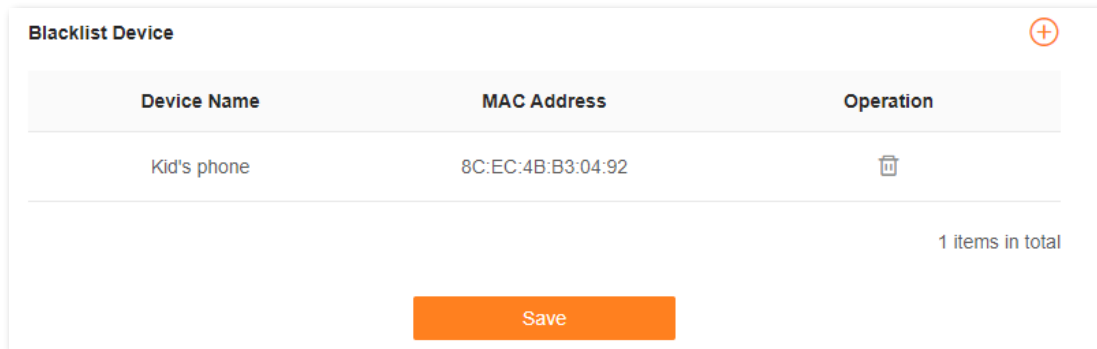 Blacklist Device
Device Name MAC Address Operation
Kid's phone 8C:EC:4B:B3:04:92
1 items in total
Save